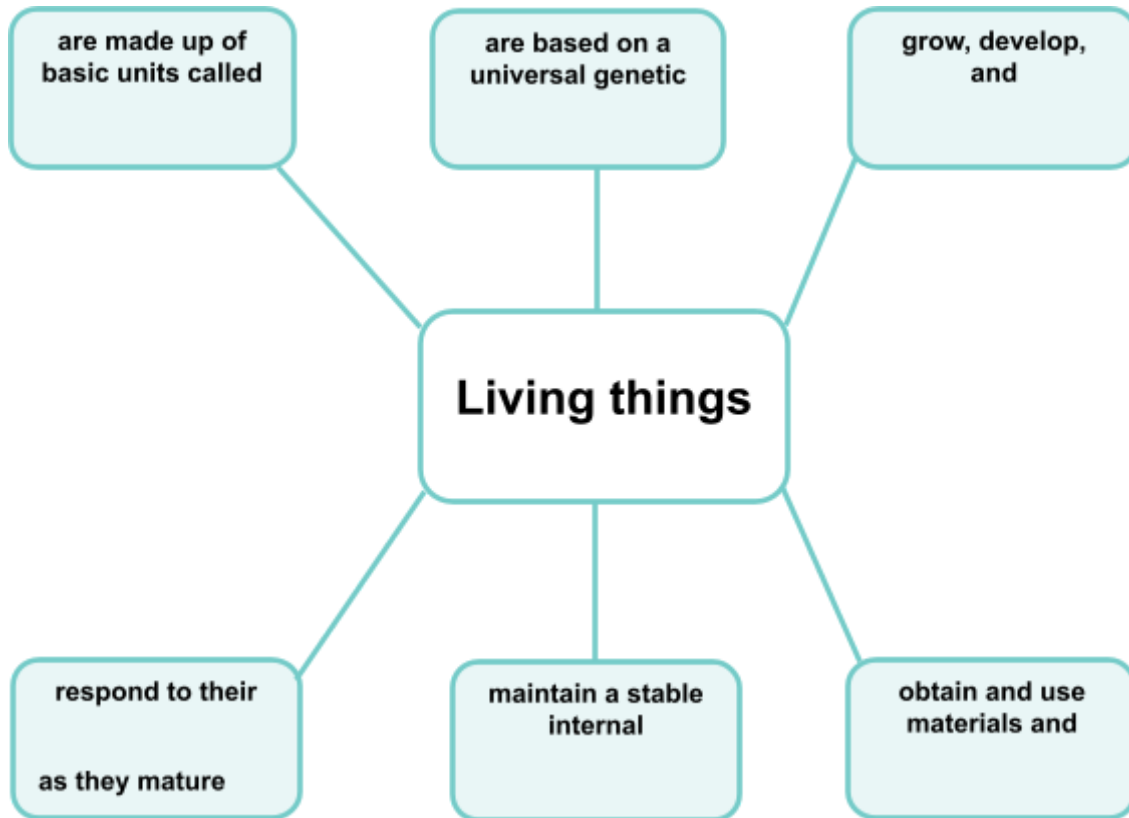 are made up of
basic units called
are based on a
universal genetic
grow, develop,
and
Living things
respond to their
as they mature
maintain a stable
internal
obtain and use
materials and